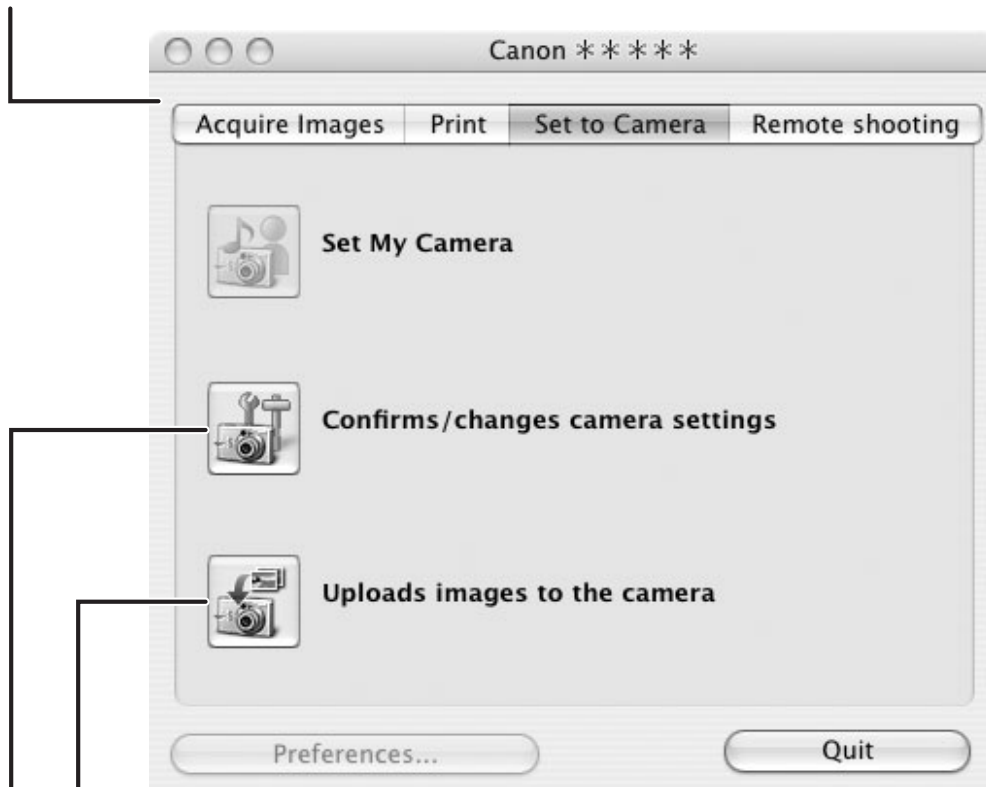 Canon *****
Acquire Images Print Set to Camera Remote shooting
Set My Camera
Confirms/changes camera settings
Uploads images to the camera
Preferences... Quit